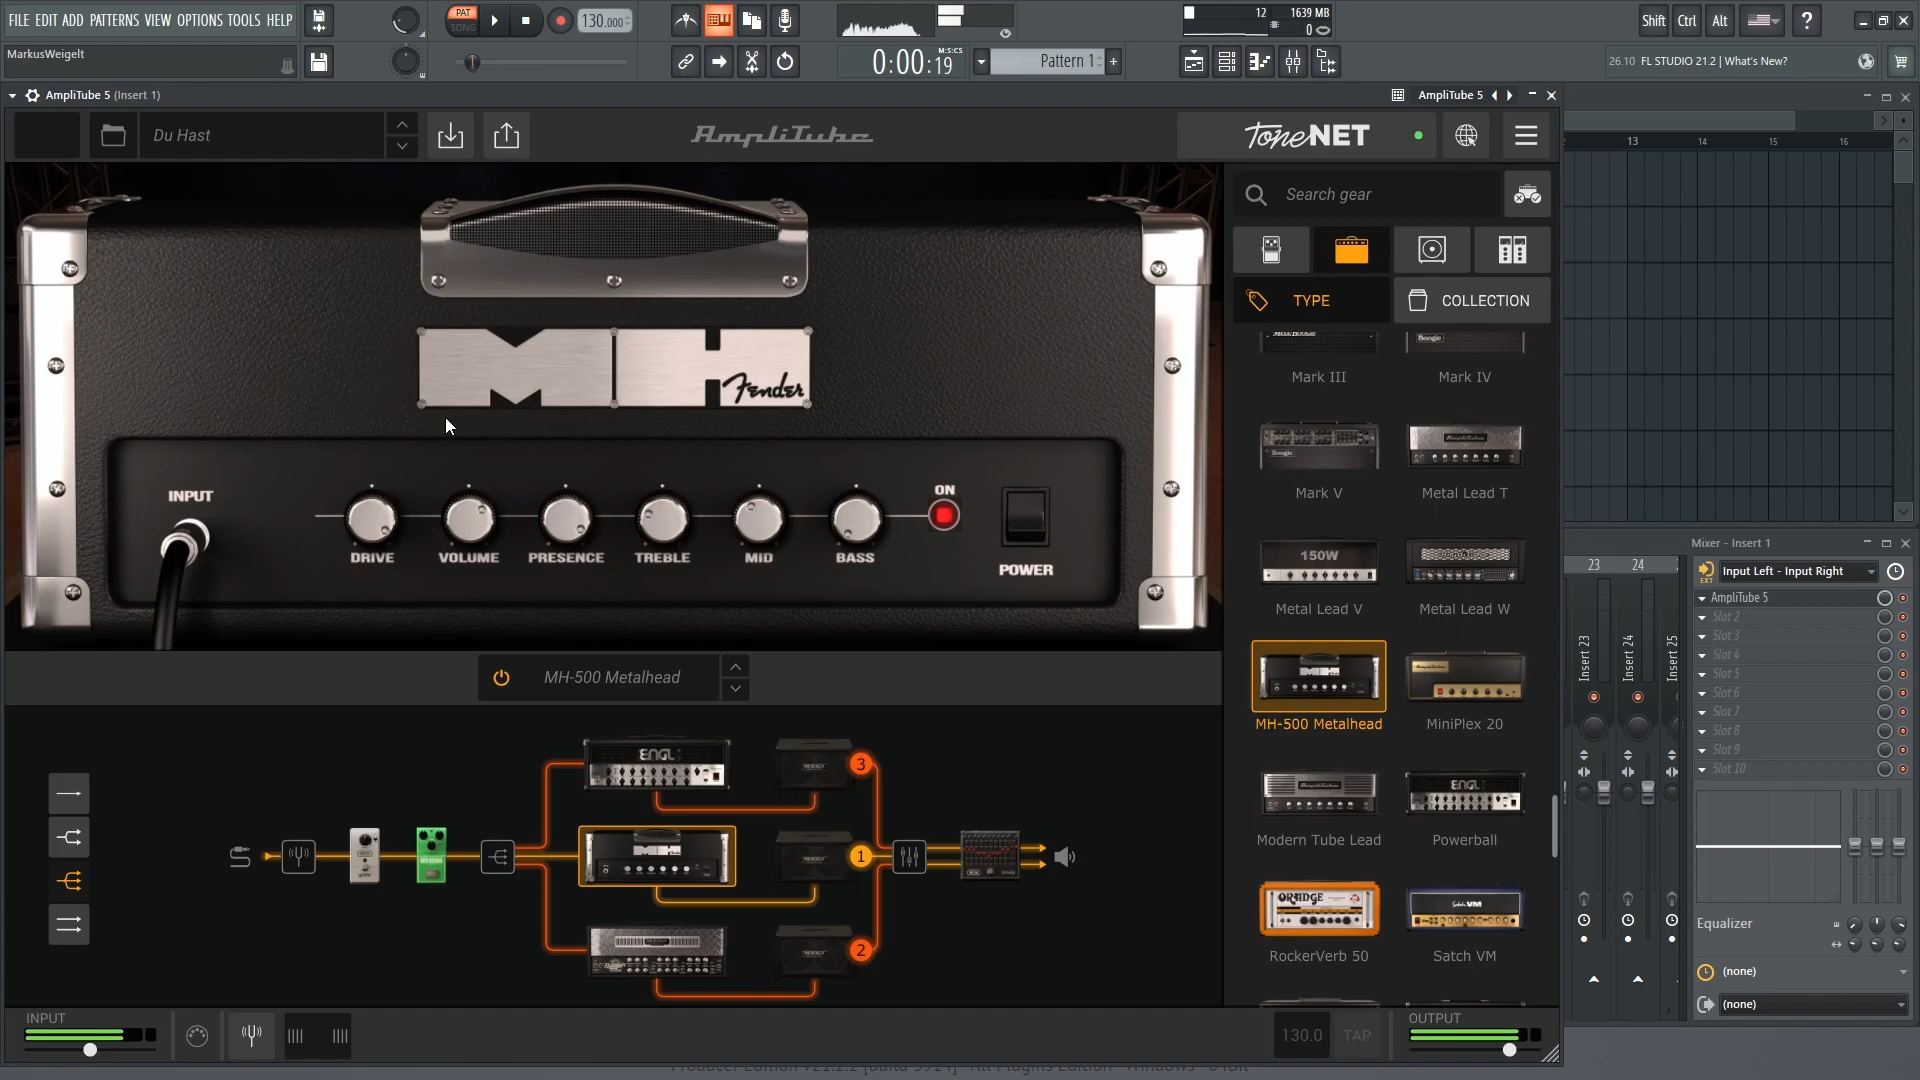 FILE EDIT ADD PATTERNS VIEW OPTIONS TOOLS HELP
PAT
SONG
130.000
12
1639 MB
0
Shift
Ctrl
Alt
?
MarkusWeigelt
0:00:19
M:S:CS
Pattern 1
+
26.10 FL STUDIO 21.2 | What's New?
AmpliTube 5 (Insert 1)
AmpliTube 5
Du Hast
AmpliTube
ToneNET
Search gear
TYPE
COLLECTION
13
14
15
16
MH
Fender
INPUT
DRIVE
VOLUME
PRESENCE
TREBLE
MID
BASS
ON
POWER
MH-500 Metalhead
Mark III
Mark IV
Mark V
Metal Lead T
150W
Metal Lead V
Metal Lead W
MH-500 Metalhead
MiniPlex 20
Modern Tube Lead
ENGL
Powerball
ORANGE
Satch VM
RockerVerb 50
Satch VM
ENGL
3
1
2
INPUT
130.0
TAP
OUTPUT
23
24
Insert 23
Insert 24
Insert 25
Mixer - Insert 1
EXT
Input Left - Input Right
AmpliTube 5
Slot 2
Slot 3
Slot 4
Slot 5
Slot 6
Slot 7
Slot 8
Slot 9
Slot 10
Equalizer
(none)
(none)